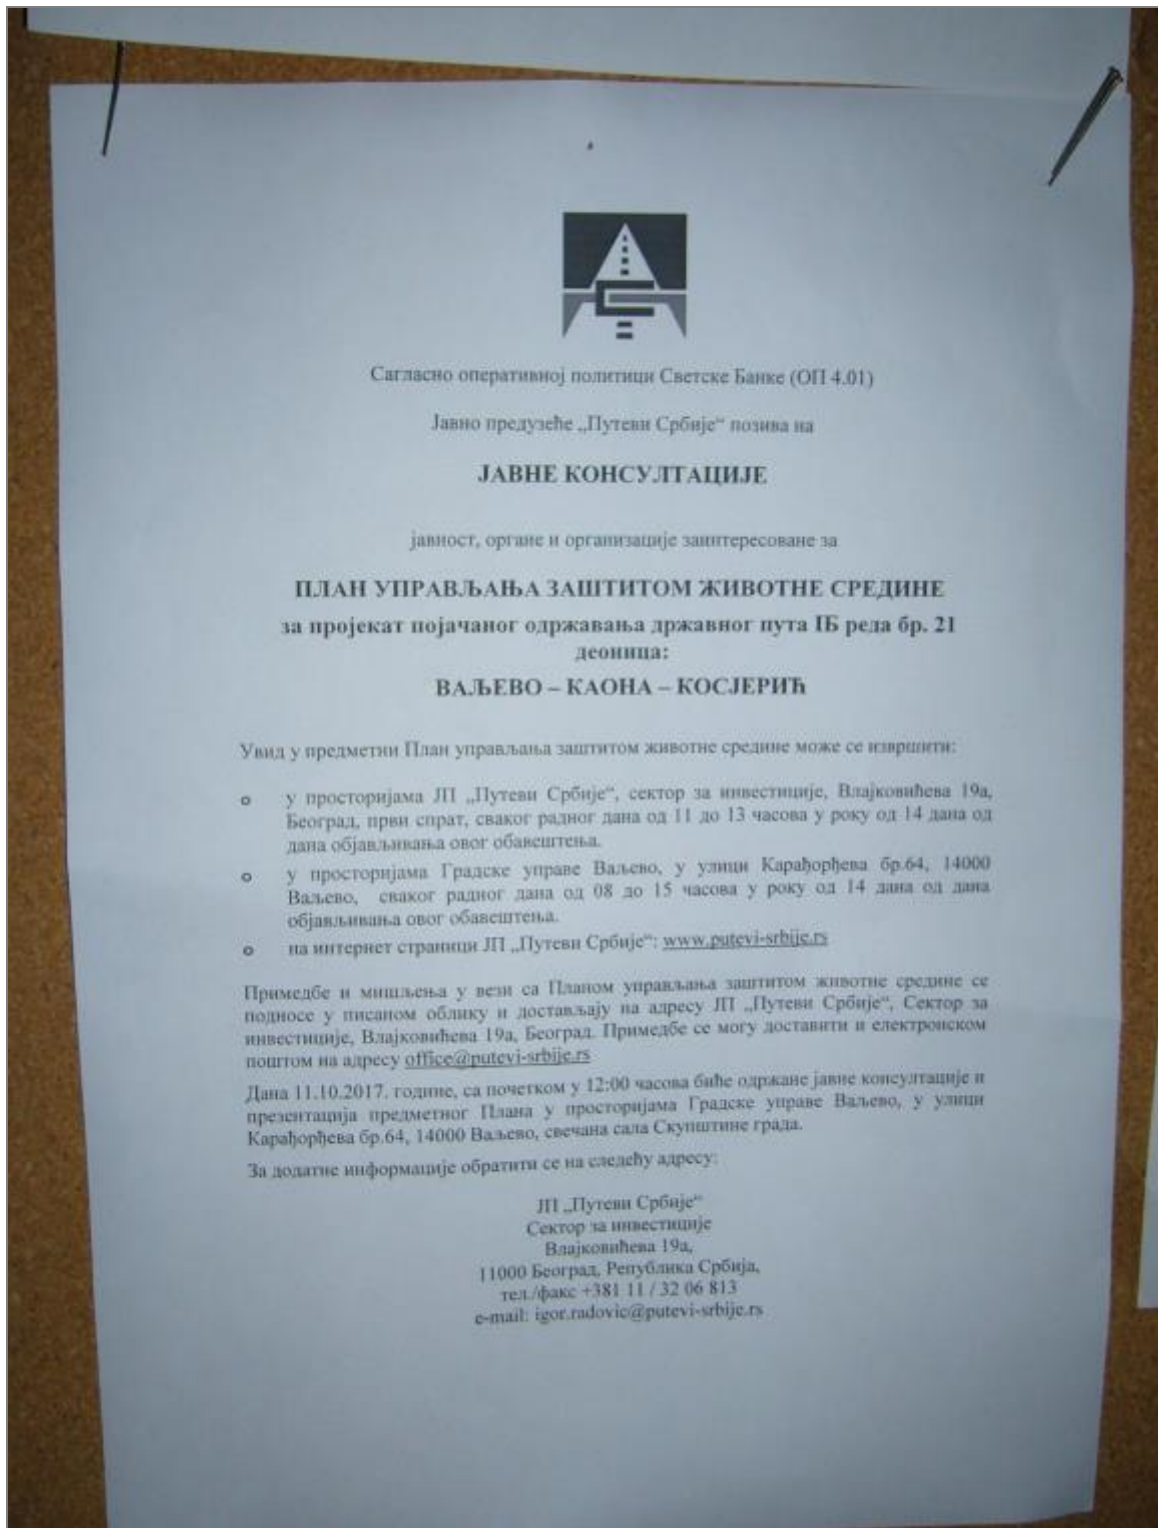 Сагласно оперативној политици Светске Банке (ОП 4.01)
Јавно предузеће „Путеви Србије“ позива на
ЈАВНЕ КОНСУЛТАЦИЈЕ
јавност, органе и организације заинтересоване за
ПЛАН УПРАВЉАЊА ЗАШТИТОМ ЖИВОТНЕ СРЕДИНЕ
за пројекат појачаног одржавања државног пута IБ реда бр. 21
деоница:
ВАЉЕВО – КАОНА – КОСЈЕРИЋ
Увид у предметни План управљања заштитом животне средине може се извршити:
о у просторијама ЈП „Путеви Србије“, сектор за инвестиције, Влајковићева 19а,
Београд, први спрат, сваког радног дана од 11 до 13 часова у року од 14 дана од
дана објављивања овог обавештења.
о у просторијама Градске управе Ваљево, у улици Карађорђева бр.64, 14000
Ваљево, сваког радног дана од 08 до 15 часова у року од 14 дана од дана
објављивања овог обавештења.
о на интернет страници ЈП „Путеви Србије“: www.putevi-srbije.rs
Примедбе и мишљења у вези са Планом управљања заштитом животне средине се
подносе у писаном облику и достављају на адресу ЈП „Путеви Србије“, Сектор за
инвестиције, Влајковићева 19а, Београд. Примедбе се могу доставити и електронском
поштом на адресу office@putevi-srbije.rs
Дана 11.10.2017. године, са почетком у 12:00 часова биће одржане јавне консултације и
презентација предметног Плана у просторијама Градске управе Ваљево, у улици
Карађорђева бр.64, 14000 Ваљево, свечана сала Скупштине града.
За додатне информације обратити се на следећу адресу:
ЈП „Путеви Србије“
Сектор за инвестиције
Влајковићева 19а,
11000 Београд, Република Србија,
тел./факс +381 11 / 32 06 813
e-mail: igor.radovic@putevi-srbije.rs